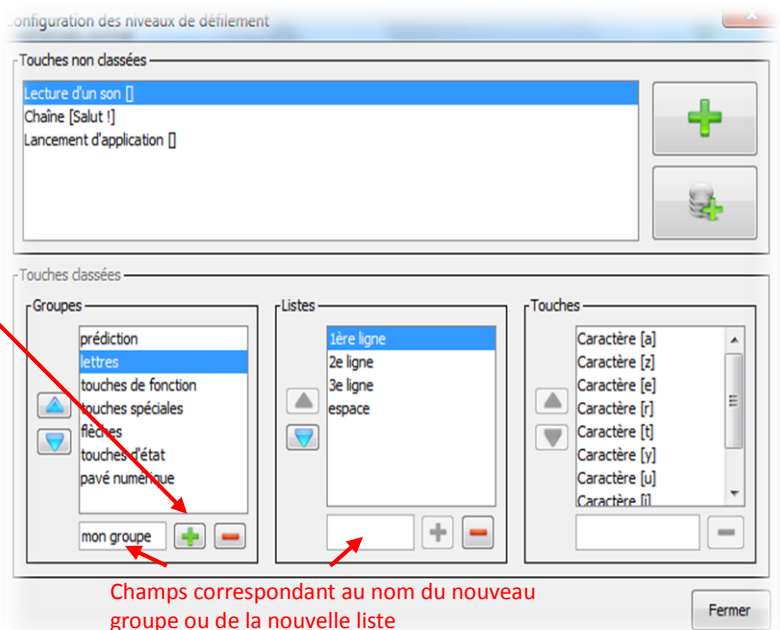 Configuration des niveaux de défilement
Touches non classées
Lecture d'un son []
Chaîne [Salut !]
Lancement d'application []
Touches classées
Groupes
prédiction
lettres
touches de fonction
touches spéciales
flèches
touches d'état
pavé numérique
mon groupe
Listes
1ère ligne
2e ligne
3e ligne
espace
Touches
Caractère [a]
Caractère [z]
Caractère [e]
Caractère [r]
Caractère [t]
Caractère [y]
Caractère [u]
Caractère [i]
Champs correspondant au nom du nouveau
groupe ou de la nouvelle liste
Fermer